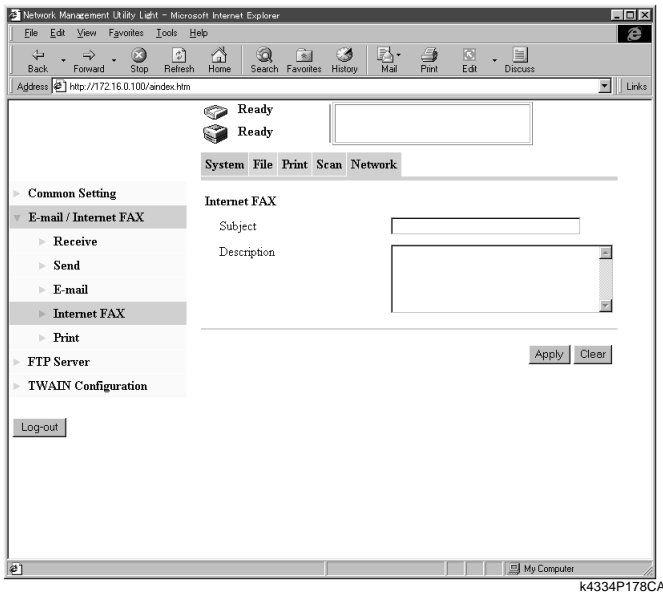 Network Management Utility Light - Microsoft Internet Explorer
File Edit View Favorites Tools Help
Back Forward Stop Refresh Home Search Favorites History Mail Print Edit Discuss
Address http://172.16.0.100/aindex.htm Links
Ready
Ready
System File Print Scan Network
Common Setting
E-mail / Internet FAX
Receive
Send
E-mail
Internet FAX
Print
FTP Server
TWAIN Configuration
Log-out
Internet FAX
Subject
Description
Apply Clear
My Computer
k4334P178CA